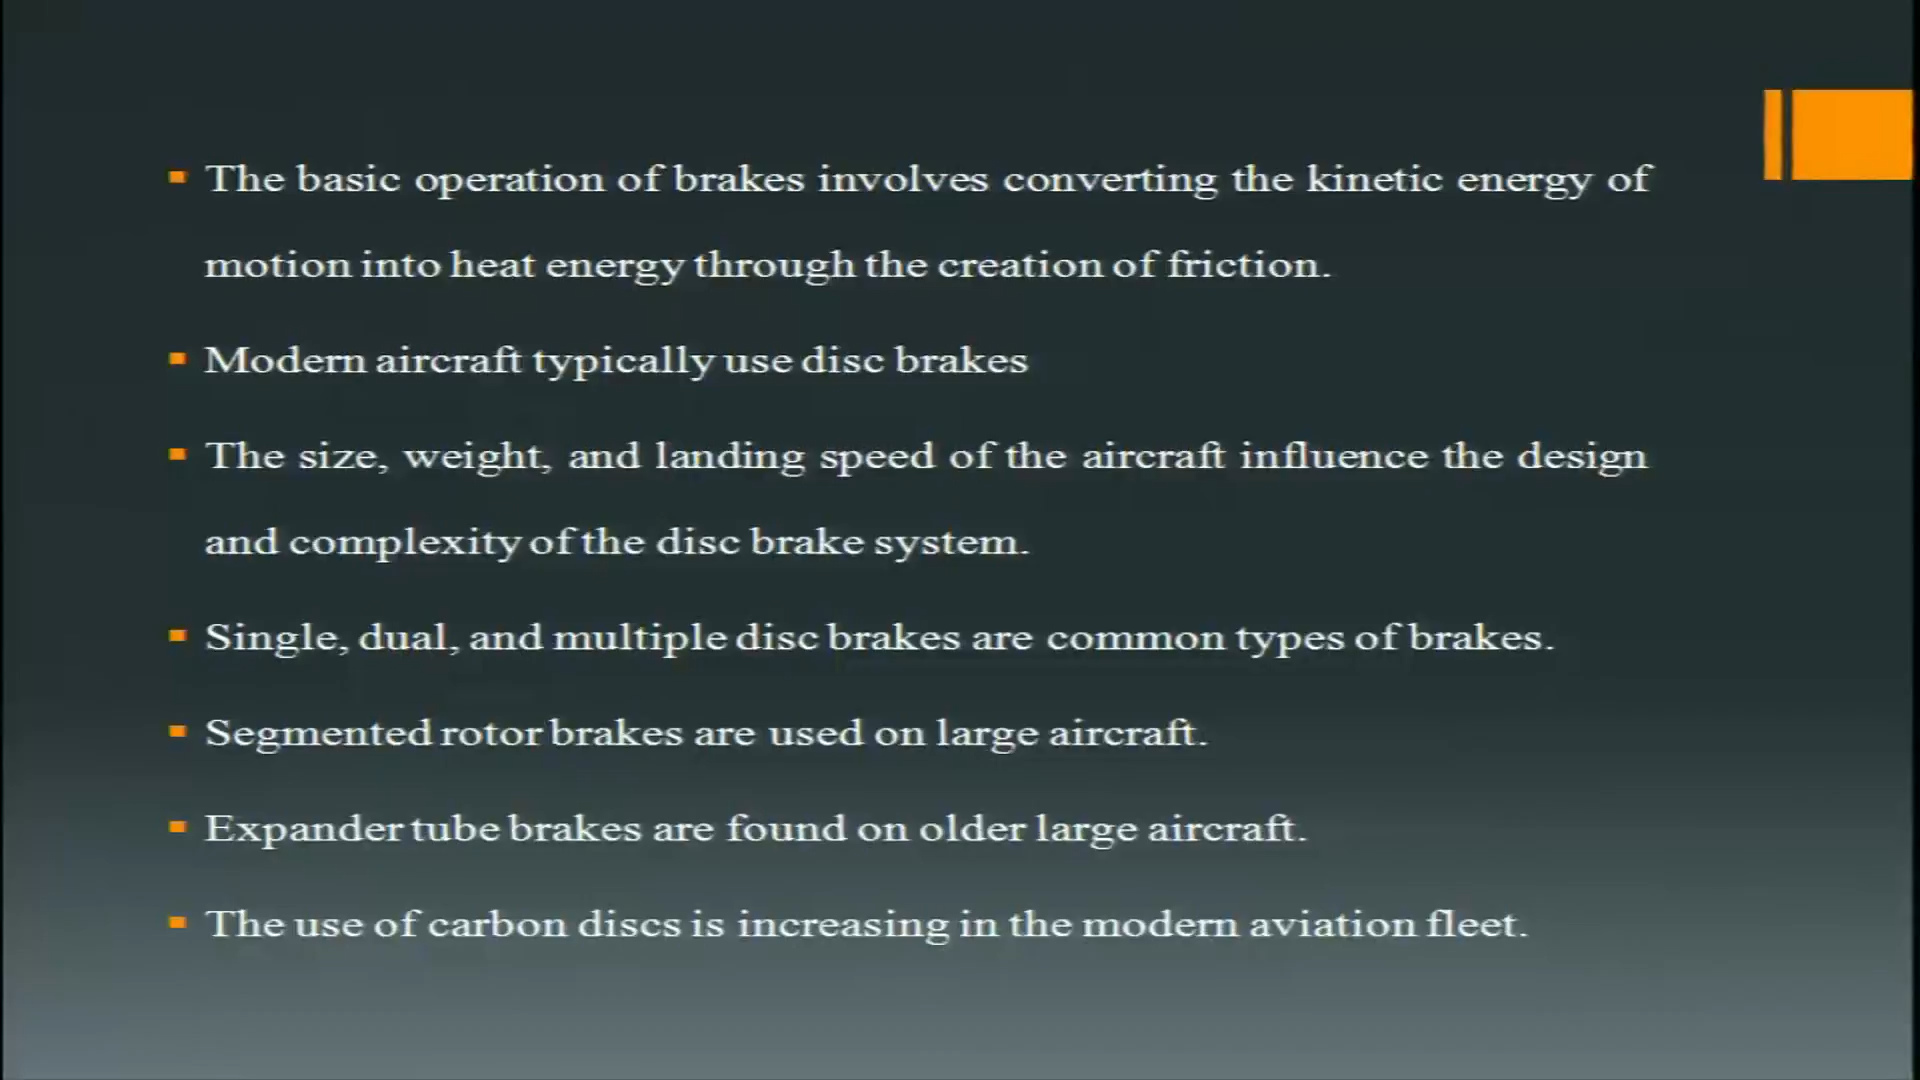 The basic operation of brakes involves converting the kinetic energy of
motion into heat energy through the creation of friction.
Modern aircraft typically use disc brakes
The size, weight, and landing speed of the aircraft influence the design
and complexity of the disc brake system.
Single, dual, and multiple disc brakes are common types of brakes.
Segmented rotor brakes are used on large aircraft.
Expander tube brakes are found on older large aircraft.
The use of carbon discs is increasing in the modern aviation fleet.